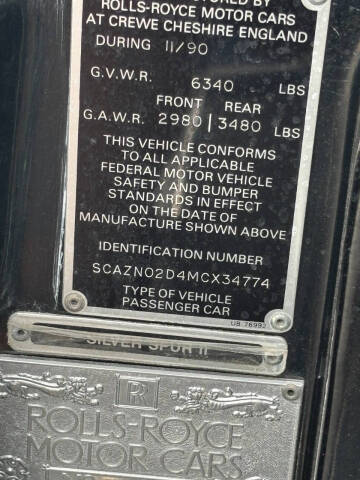 ROLLS-ROYCE MOTOR CARS
AT CREWE CHESHIRE ENGLAND
DURING 11/90
G.V.W.R. 6340 LBS
FRONT REAR
G.A.W.R. 2980 | 3480 LBS
THIS VEHICLE CONFORMS
TO ALL APPLICABLE
FEDERAL MOTOR VEHICLE
SAFETY AND BUMPER
STANDARDS IN EFFECT
ON THE DATE OF
MANUFACTURE SHOWN ABOVE
IDENTIFICATION NUMBER
SCAZN02D4MCX34774
TYPE OF VEHICLE
PASSENGER CAR
SILVER SPUR II
R
ROLLS-ROYCE
MOTOR CARS